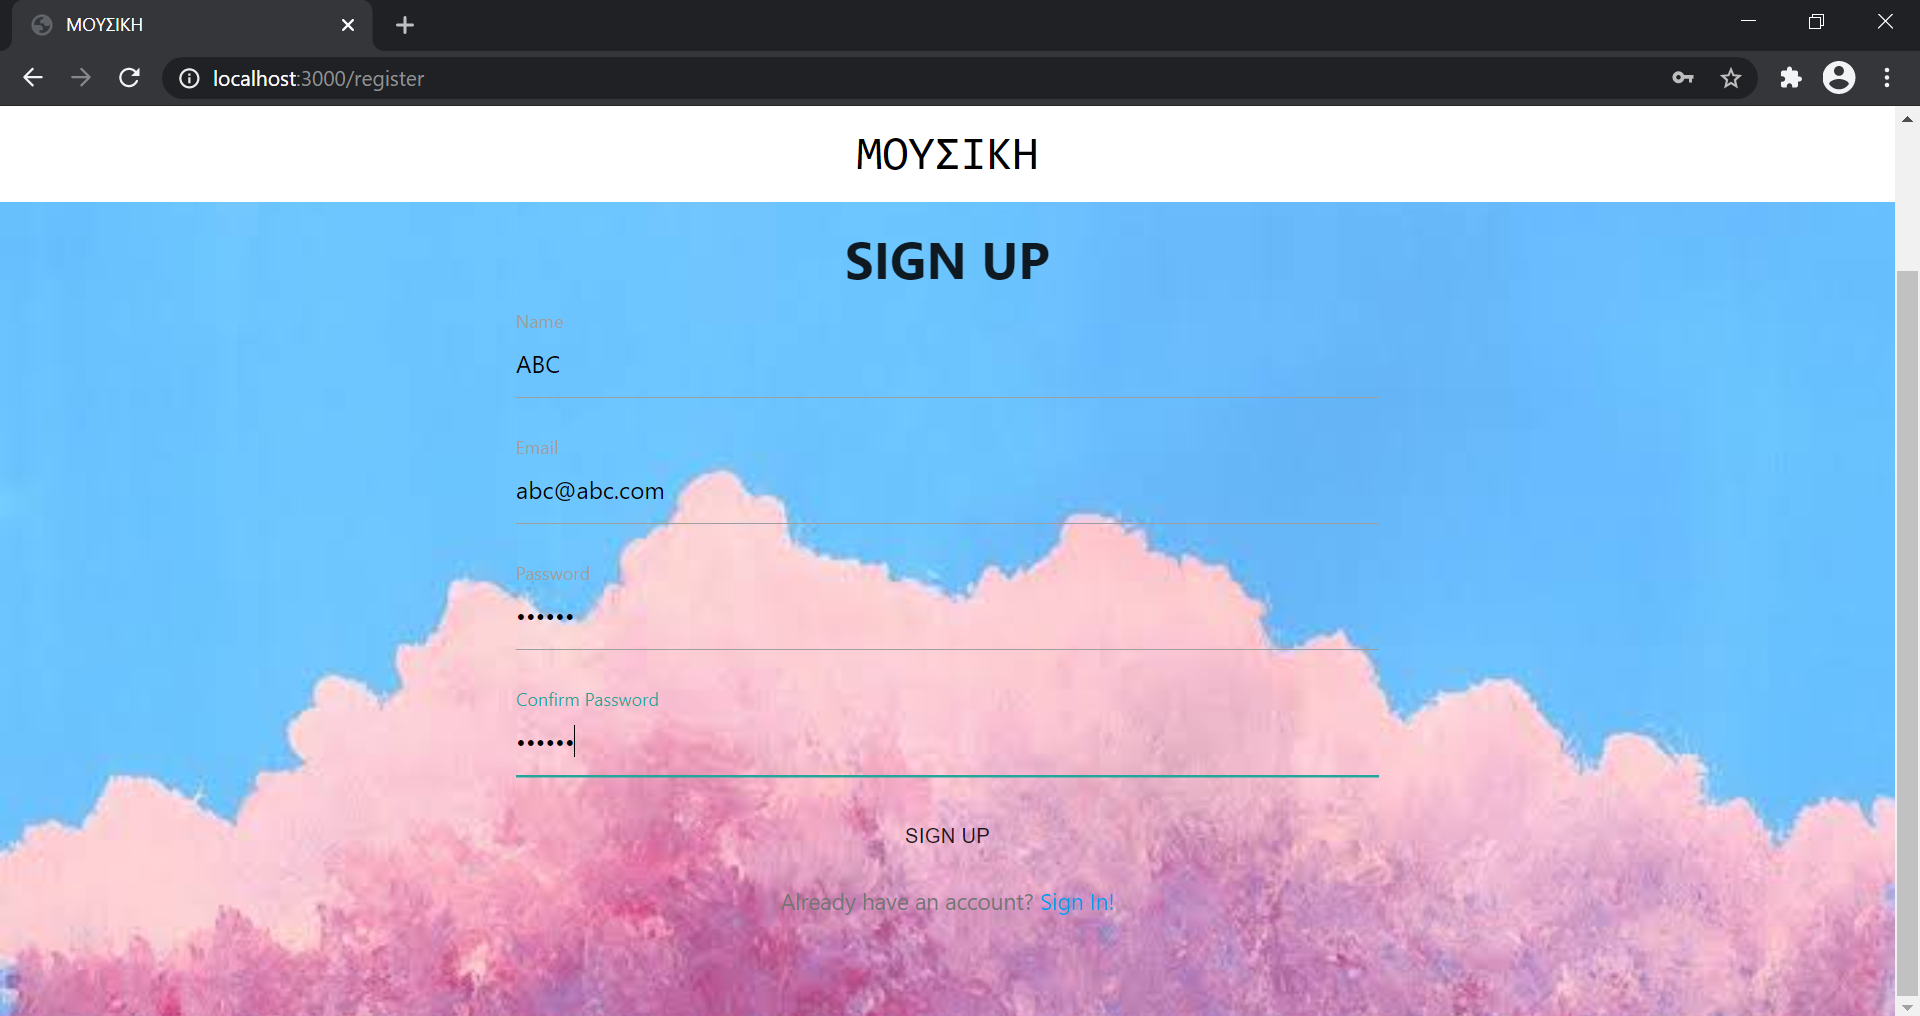 ΜΟΥΣΙΚΗ
localhost:3000/register
ΜΟΥΣΙΚΗ
SIGN UP
Name
ABC
Email
abc@abc.com
Password
••••••
Confirm Password
••••••
SIGN UP
Already have an account? Sign In!